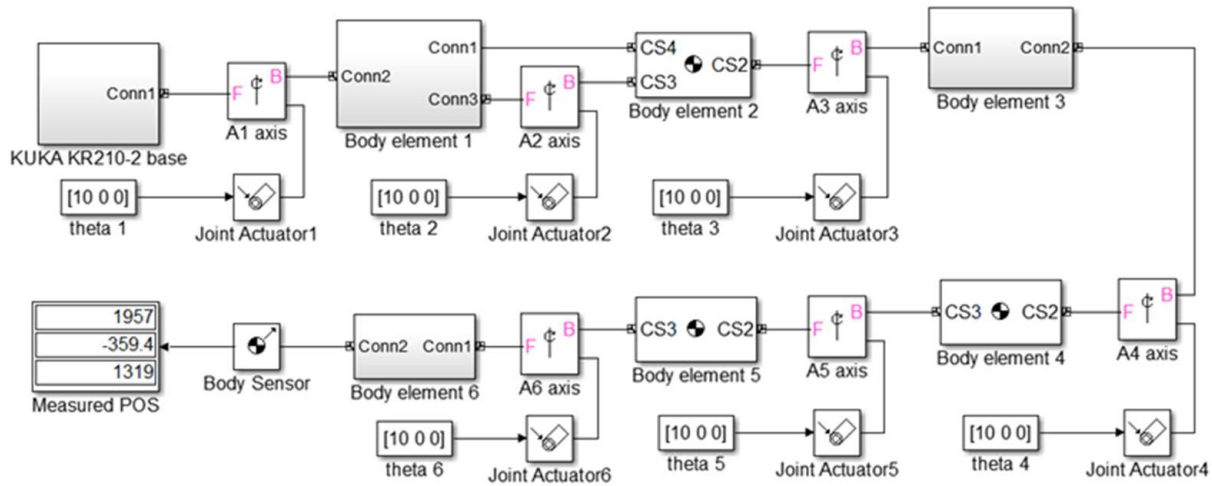 Conn1
KUKA KR210-2 base
F
B
A1 axis
[10 0 0]
theta 1
Joint Actuator1
Conn2
Conn1
Conn3
Body element 1
F
B
A2 axis
[10 0 0]
theta 2
Joint Actuator2
CS4
CS3
CS2
Body element 2
F
B
A3 axis
[10 0 0]
theta 3
Joint Actuator3
Conn1
Conn2
Body element 3
1957
-359.4
1319
Measured POS
Body Sensor
Conn2
Conn1
Body element 6
F
B
A6 axis
[10 0 0]
theta 6
Joint Actuator6
CS3
CS2
Body element 5
F
B
A5 axis
[10 0 0]
theta 5
Joint Actuator5
CS3
CS2
Body element 4
F
B
A4 axis
[10 0 0]
theta 4
Joint Actuator4